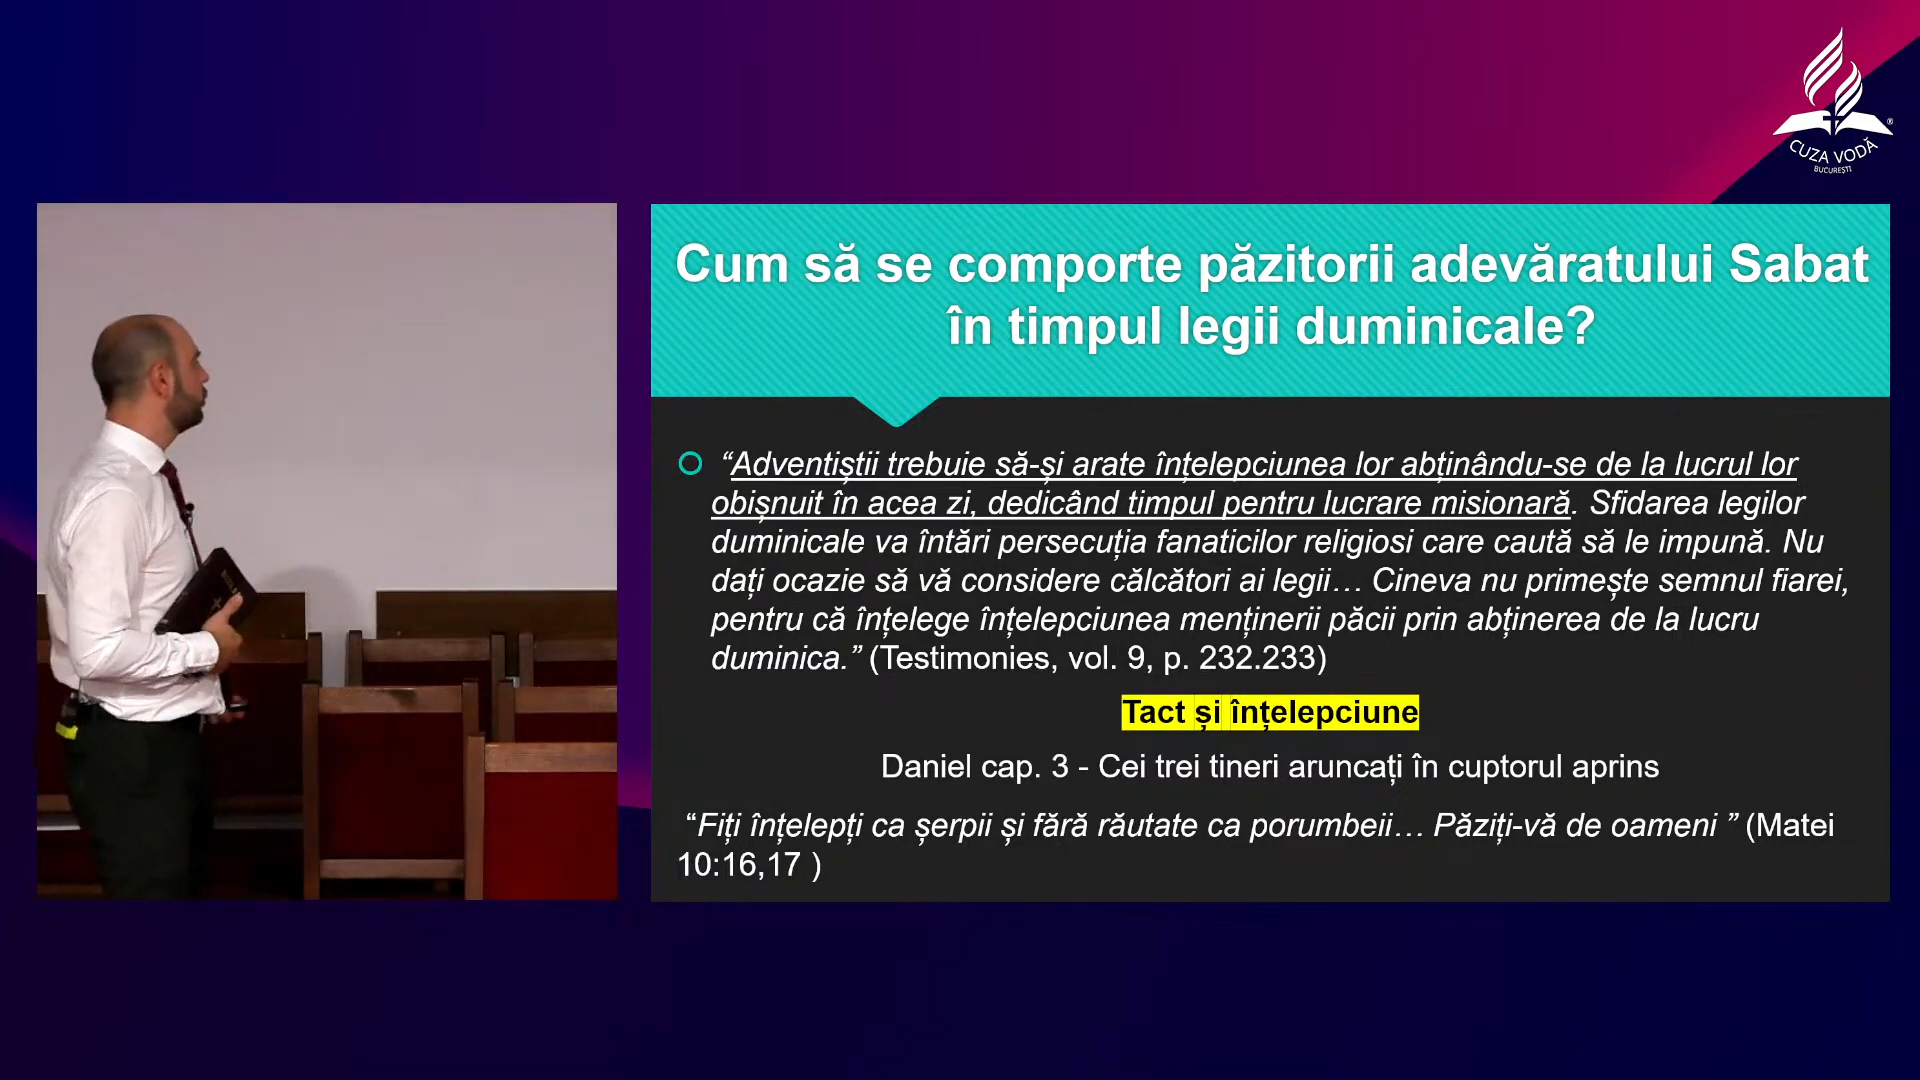 CUZA VODĂ
BUCUREȘTI
Cum să se comporte păzitorii adevăratului Sabat
în timpul legii duminicale?
“Adventiștii trebuie să-și arate înțelepciunea lor abținându-se de la lucrul lor
obișnuit în acea zi, dedicând timpul pentru lucrare misionară. Sfidarea legilor
duminicale va întări persecuția fanaticilor religiosi care caută să le impună. Nu
dați ocazie să vă considere călcători ai legii… Cineva nu primește semnul fiarei,
pentru că înțelege înțelepciunea menținerii păcii prin abținerea de la lucru
duminica.” (Testimonies, vol. 9, p. 232.233)
Tact și înțelepciune
Daniel cap. 3 - Cei trei tineri aruncați în cuptorul aprins
“Fiți înțelepți ca șerpii și fără răutate ca porumbeii… Păziți-vă de oameni ” (Matei
10:16,17 )